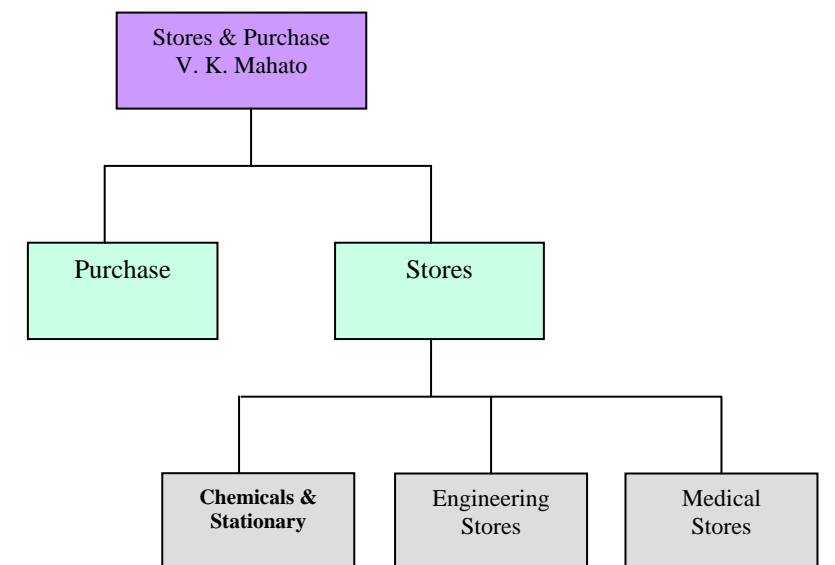 Stores & Purchase
V. K. Mahato
Purchase
Stores
Chemicals &
Stationary
Engineering
Stores
Medical
Stores